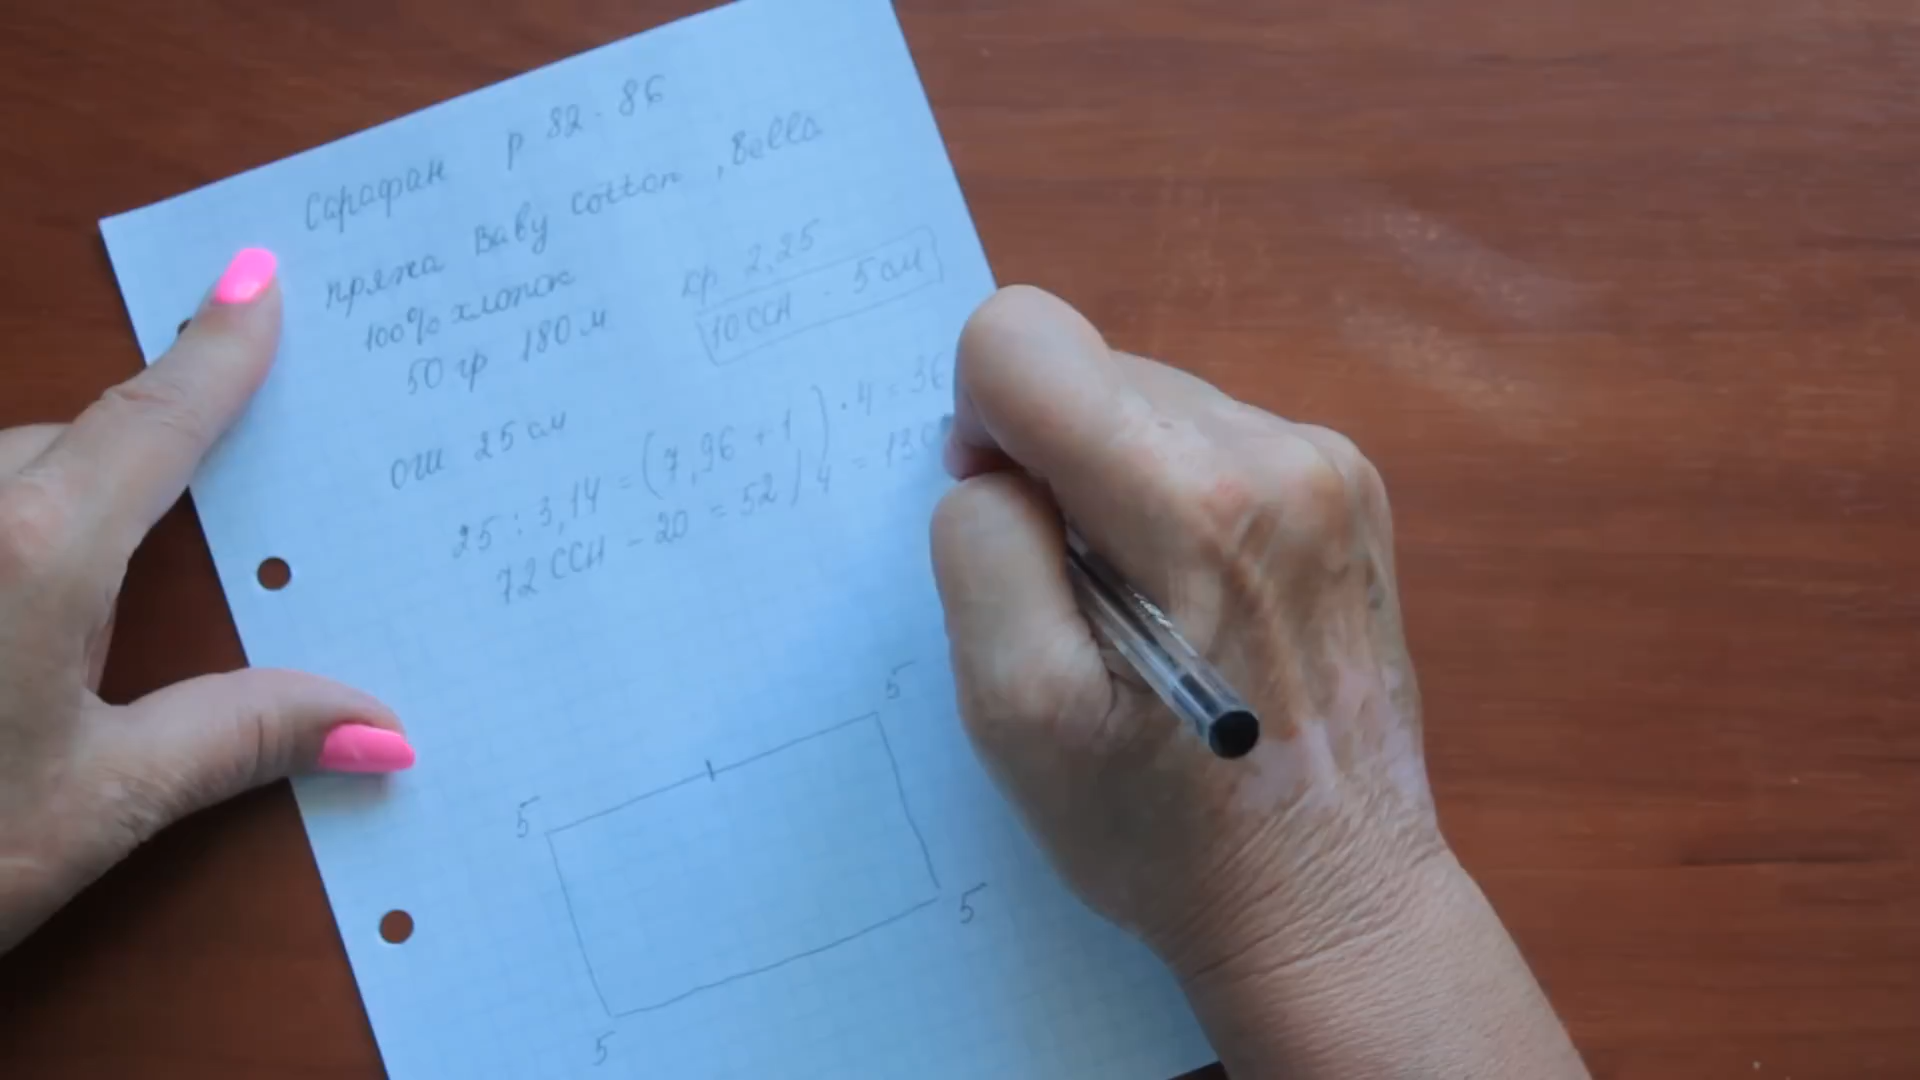 Сарафан р 82-86
пряжа Baby Cotton, Bella
100% хлопок
50 гр 180 м
кр 2,25
10 ССН - 5 см
ОШ 25 см
25 : 3,14 = (7,96 + 1) · 4 = 36
72 ССН - 20 = 52 / 4 = 13
5
5
5
5